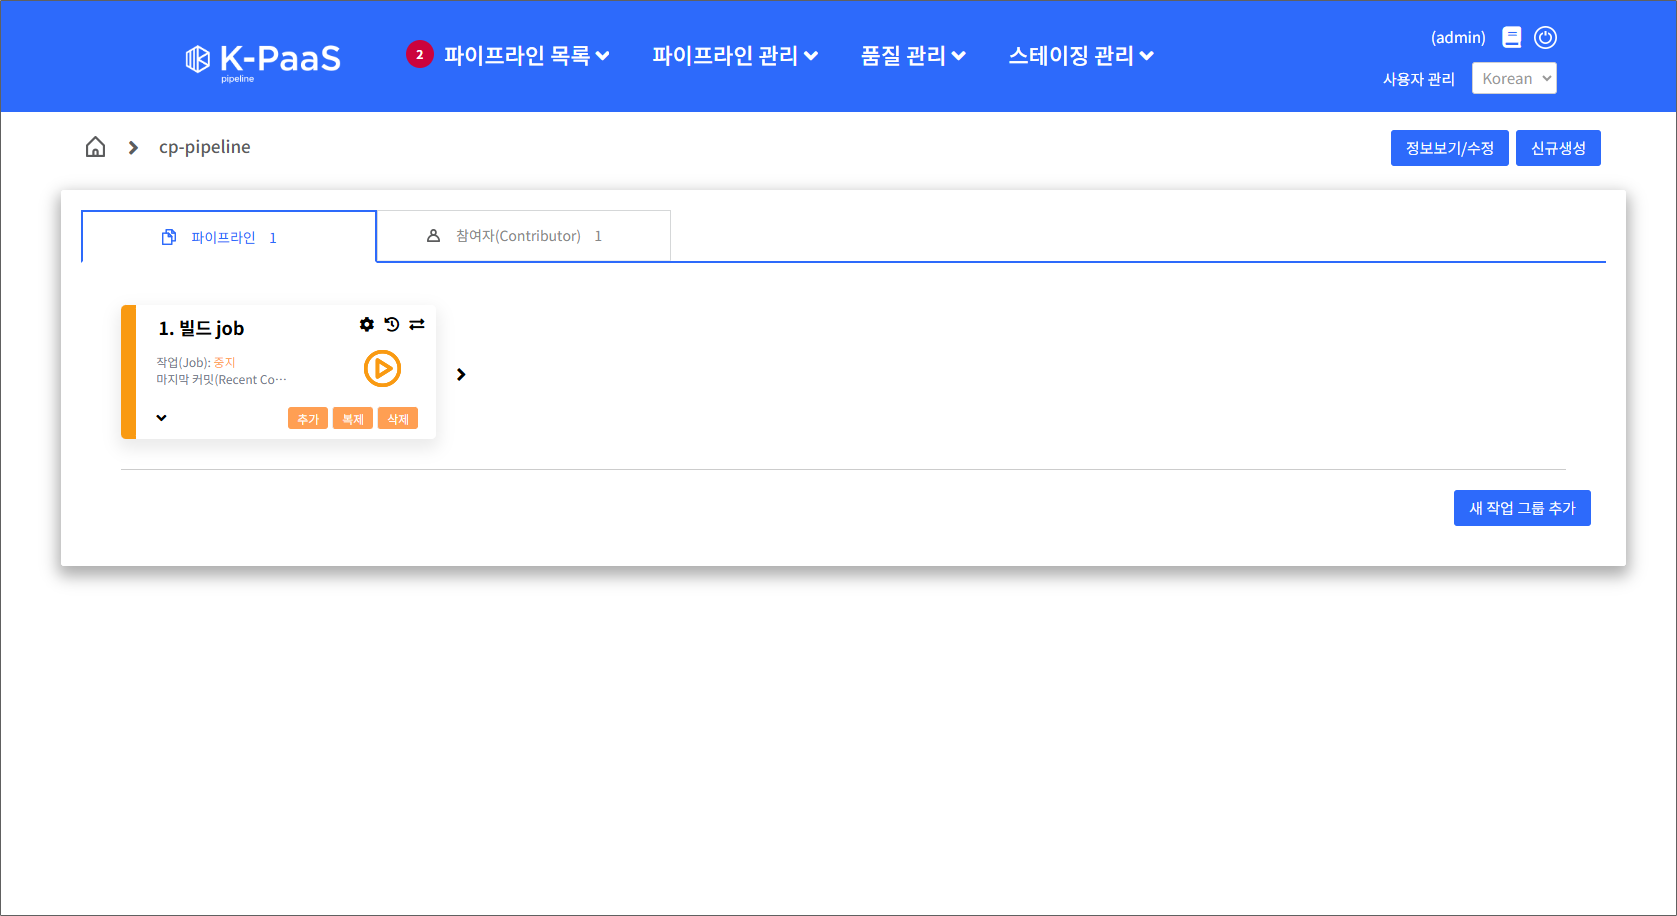 K-PaaS
pipeline
2 파이프라인 목록 파이프라인 관리 품질 관리 스테이징 관리
(admin)
사용자 관리 Korean
cp-pipeline
정보보기/수정 신규생성
파이프라인 1 참여자(Contributor) 1
1. 빌드 job
작업(Job): 중지
마지막 커밋(Recent Co…
추가 복제 삭제
새 작업 그룹 추가